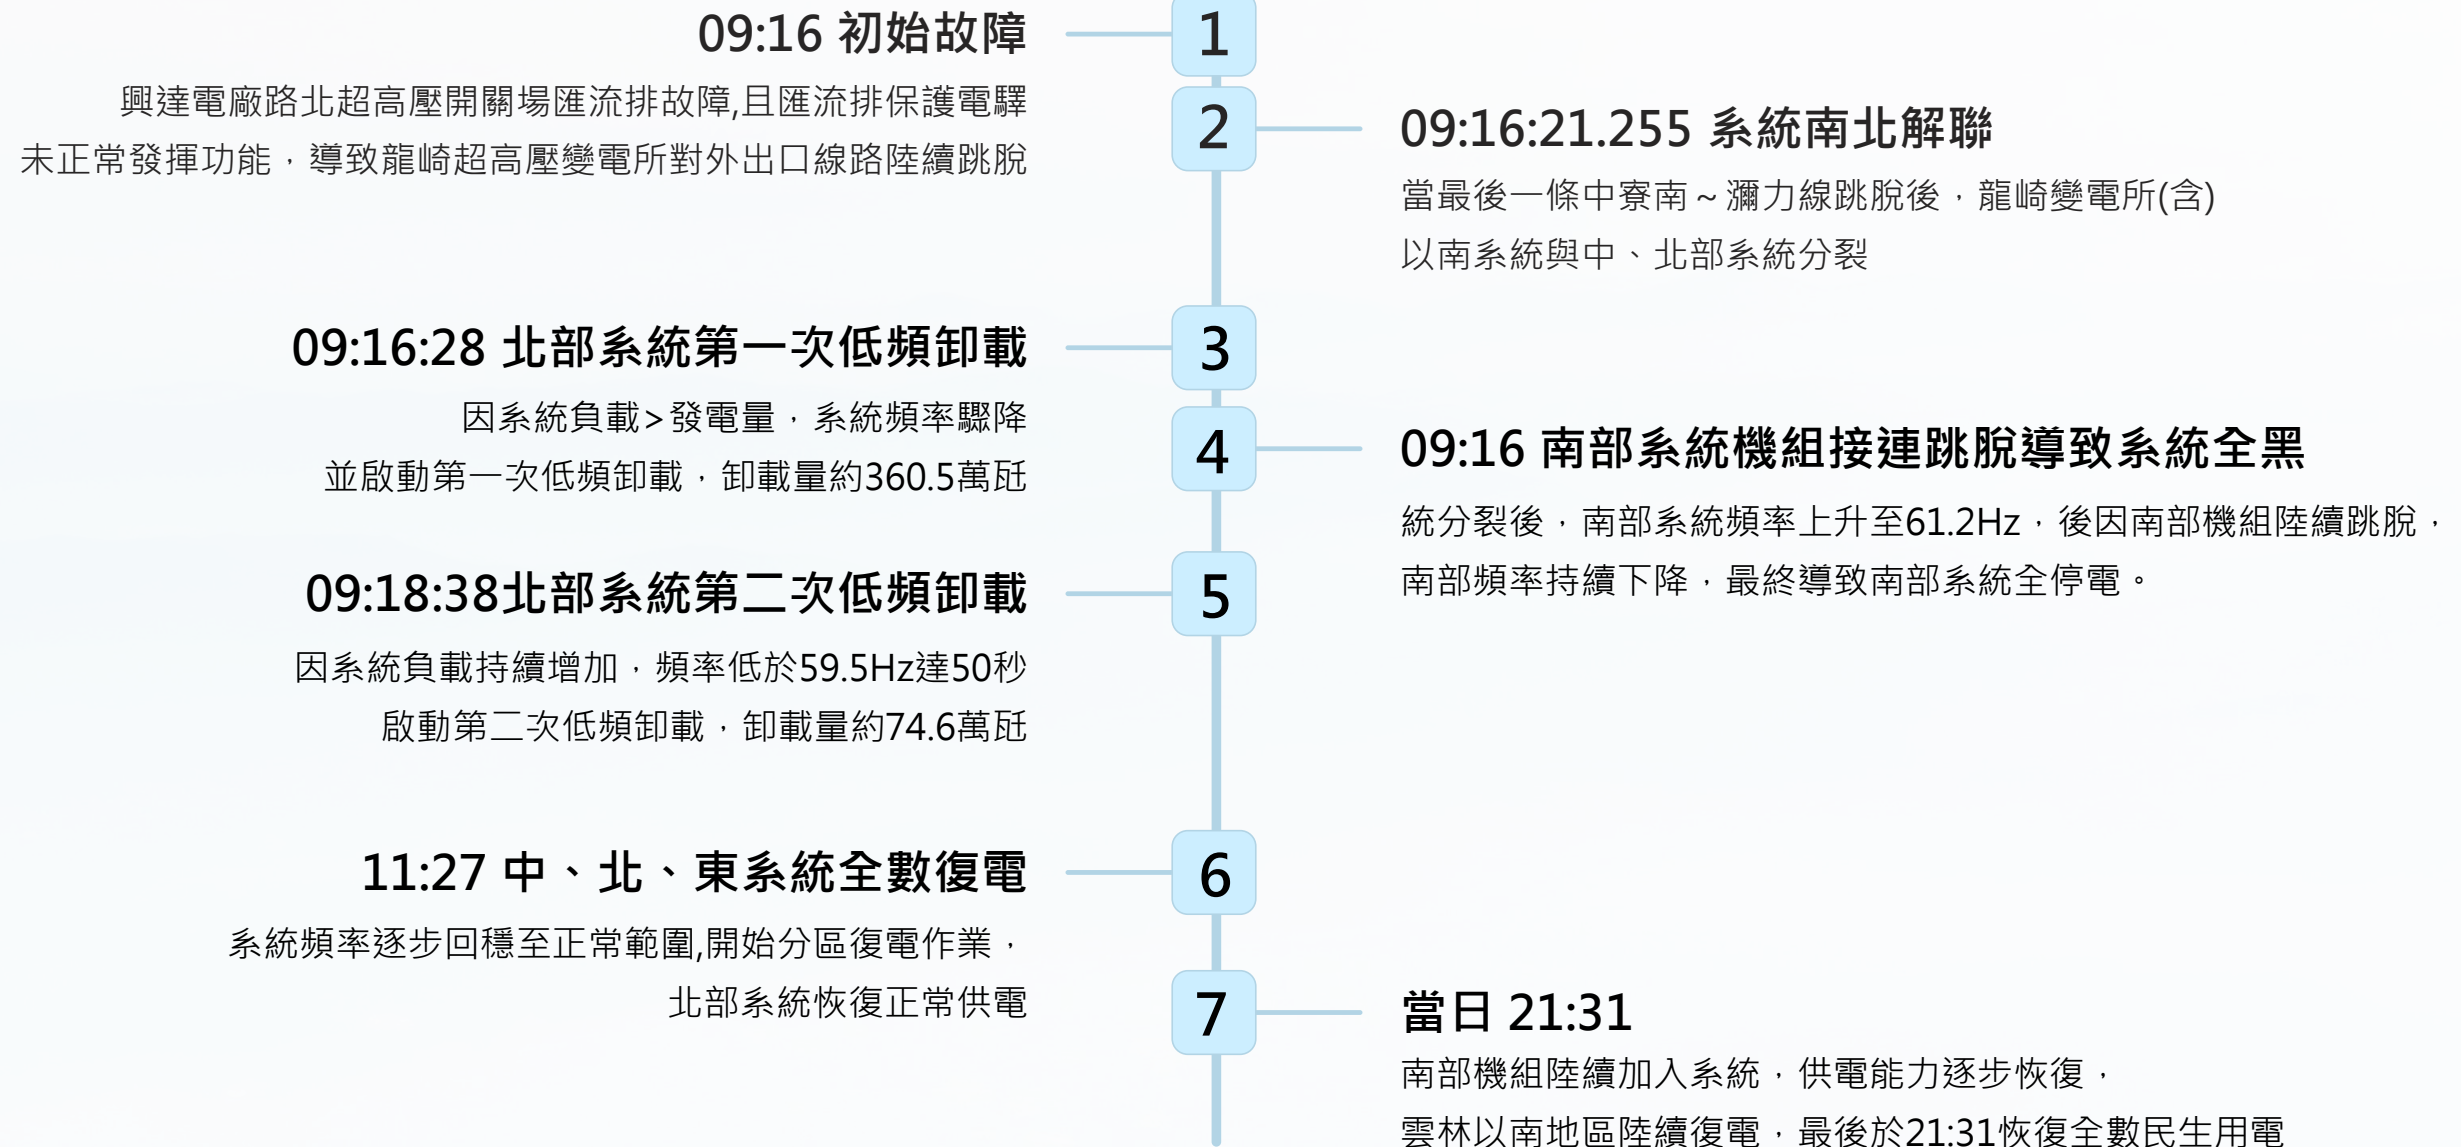 09:16 初始故障
興達電廠路北超高壓開關場匯流排故障,且匯流排保護電驛
未正常發揮功能，導致龍崎超高壓變電所對外出口線路陸續跳脫
1
2
09:16:21.255 系統南北解聯
當最後一條中寮南~瀰力線跳脫後，龍崎變電所(含)
以南系統與中、北部系統分裂
09:16:28 北部系統第一次低頻卸載
因系統負載>發電量，系統頻率驟降
並啟動第一次低頻卸載，卸載量約360.5萬瓩
3
4
09:16 南部系統機組接連跳脫導致系統全黑
統分裂後，南部系統頻率上升至61.2Hz，後因南部機組陸續跳脫，
南部頻率持續下降，最終導致南部系統全停電。
09:18:38北部系統第二次低頻卸載
因系統負載持續增加，頻率低於59.5Hz達50秒
啟動第二次低頻卸載，卸載量約74.6萬瓩
5
11:27 中、北、東系統全數復電
系統頻率逐步回穩至正常範圍,開始分區復電作業，
北部系統恢復正常供電
6
7
當日 21:31
南部機組陸續加入系統，供電能力逐步恢復，
雲林以南地區陸續復電，最後於21:31恢復全數民生用電